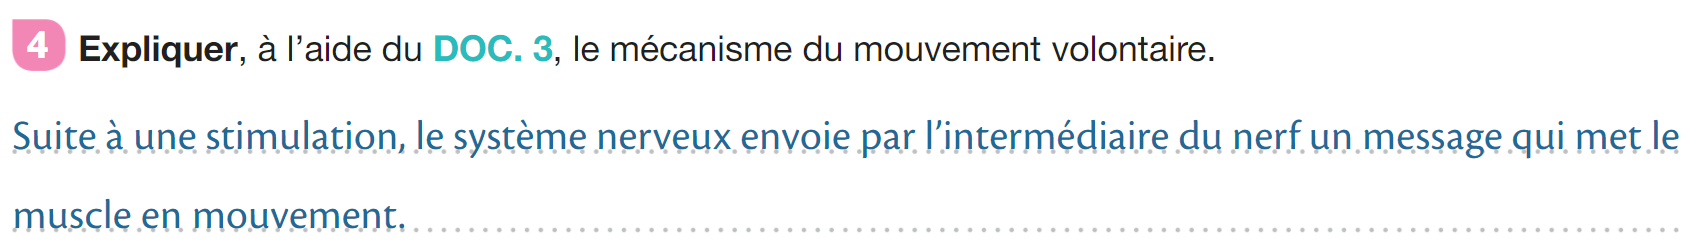 4 Expliquer, à l'aide du DOC. 3, le mécanisme du mouvement volontaire.
Suite à une stimulation, le système nerveux envoie par l'intermédiaire du nerf un message qui met le
muscle en mouvement.